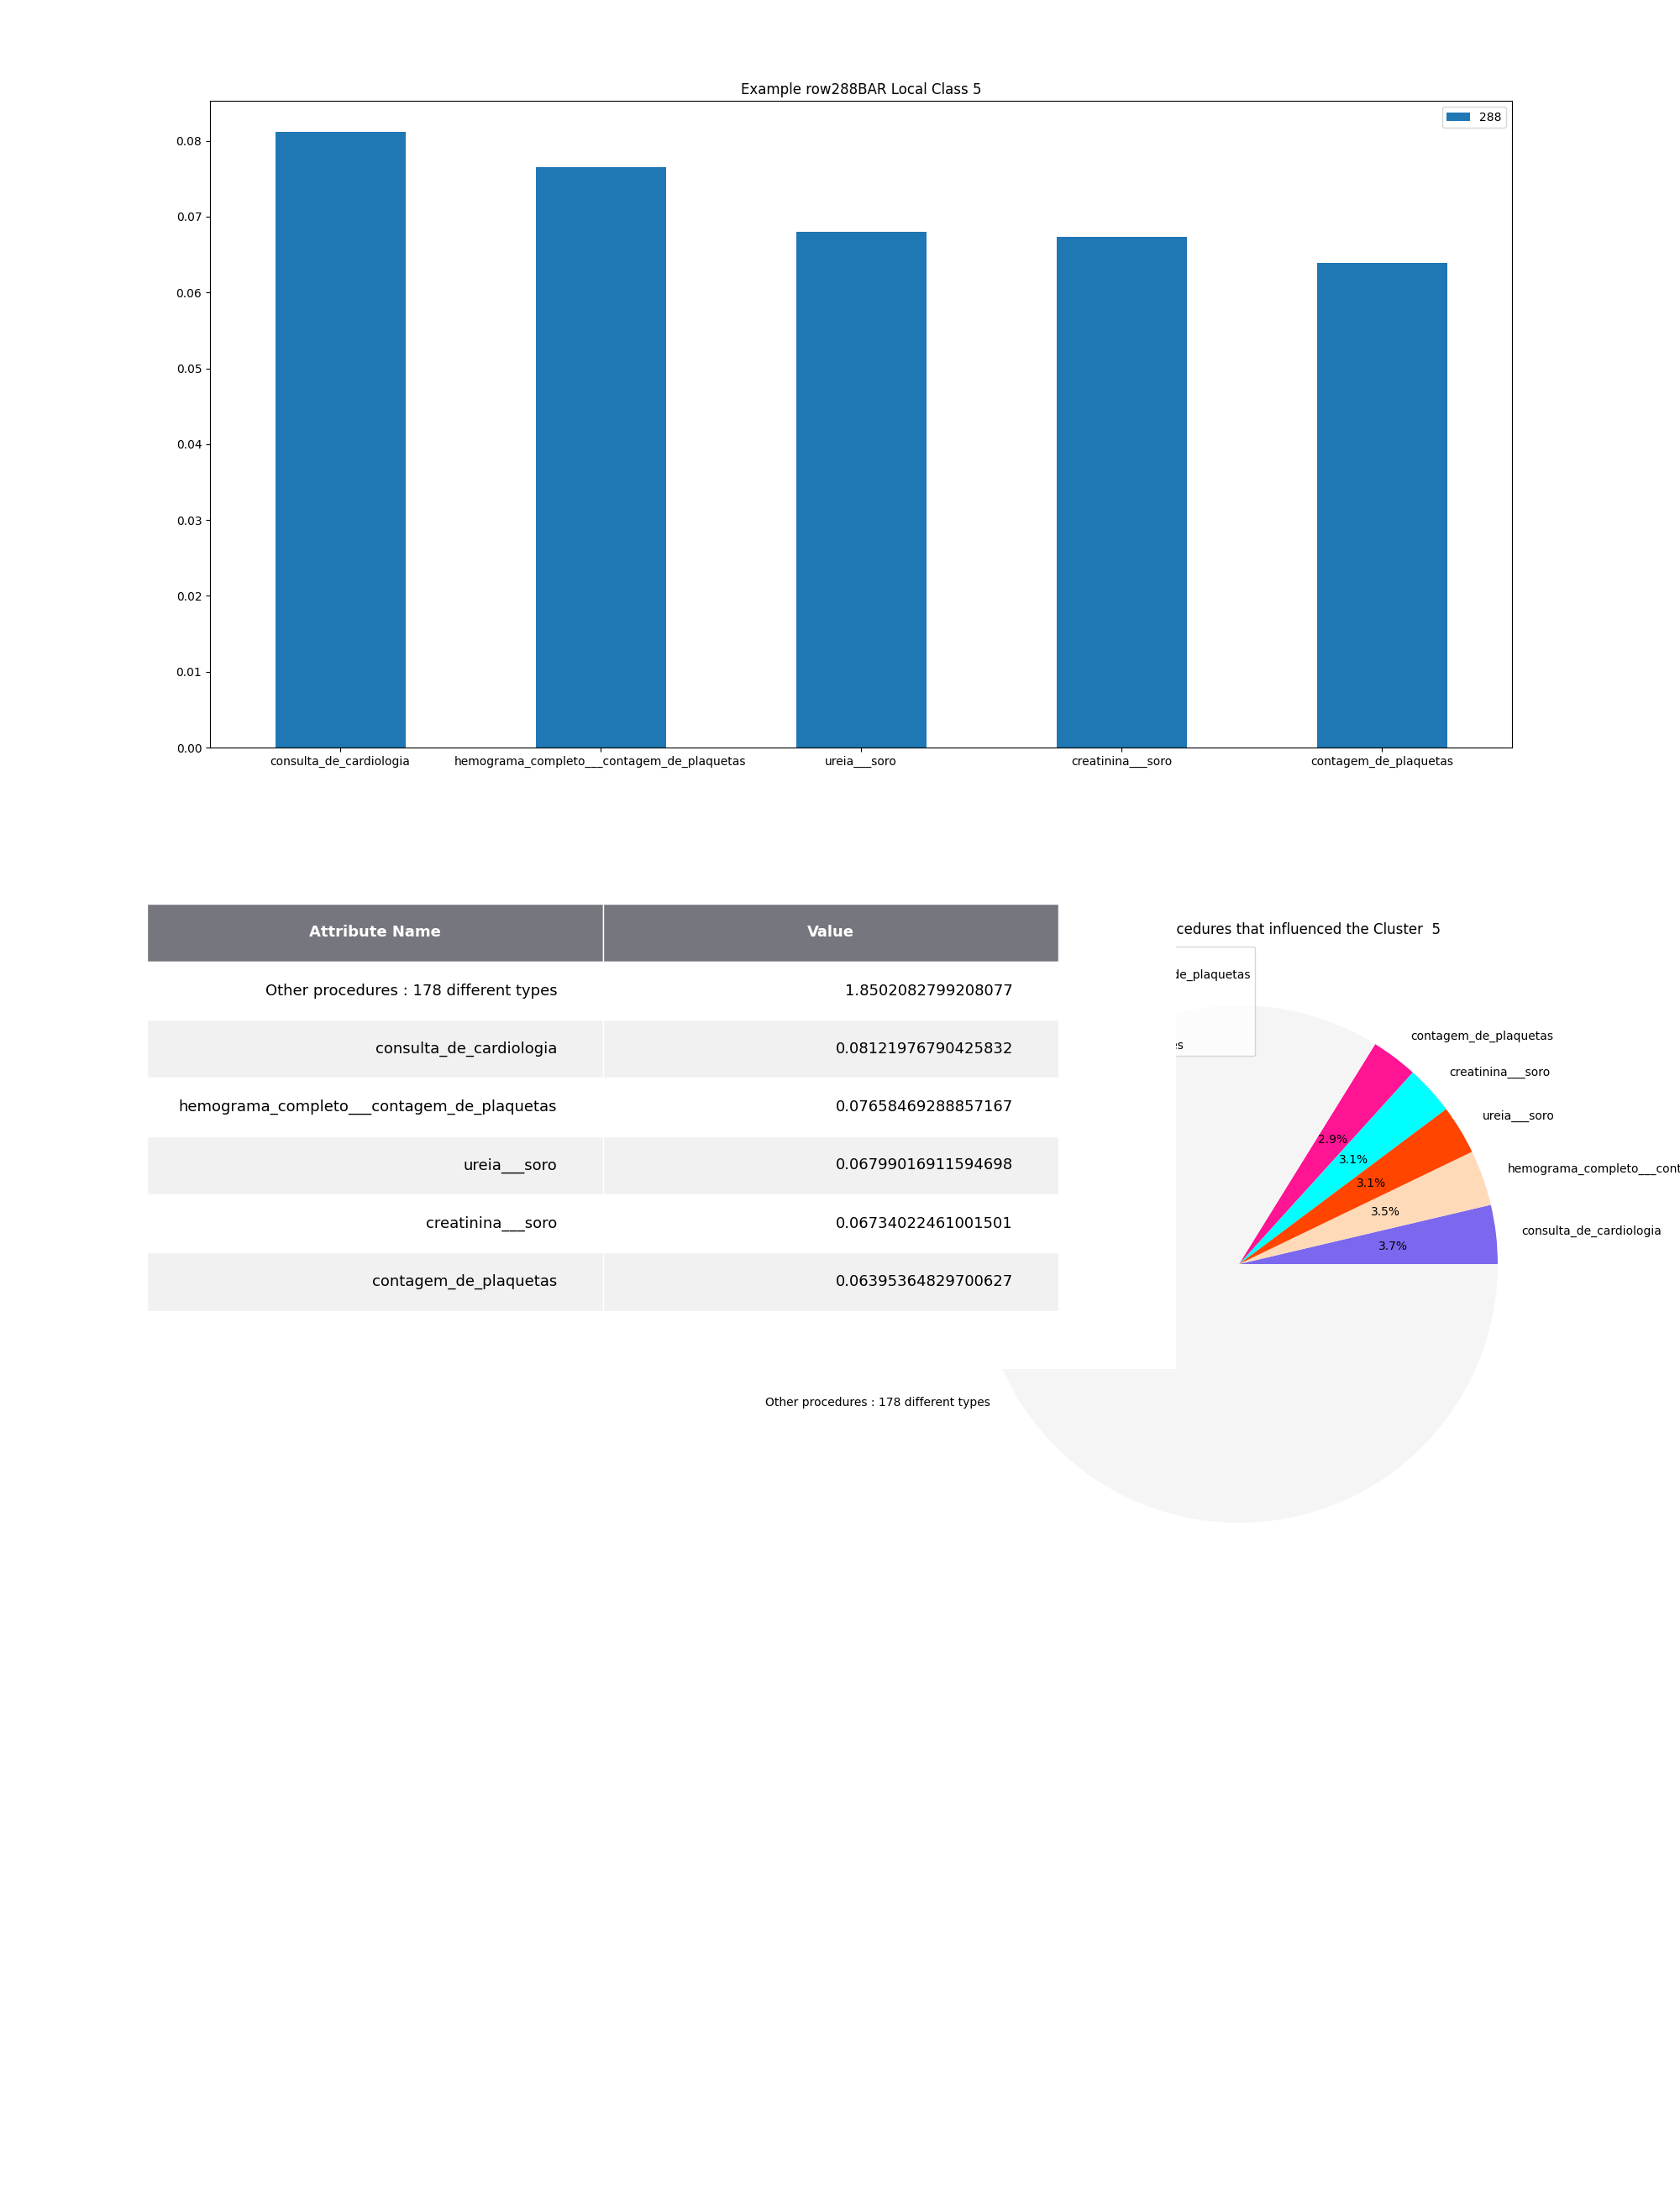 Example row288BAR Local Class 5
288
0.08
0.07
0.06
0.05
0.04
0.03
0.02
0.01
0.00
consulta_de_cardiologia
hemograma_completo___contagem_de_plaquetas
ureia___soro
creatinina___soro
contagem_de_plaquetas
Attribute Name Value
Other procedures : 178 different types 1.8502082799208077
consulta_de_cardiologia 0.08121976790425832
hemograma_completo___contagem_de_plaquetas 0.07658469288857167
ureia___soro 0.06799016911594698
creatinina___soro 0.06734022461001501
contagem_de_plaquetas 0.06395364829700627
cedures that influenced the Cluster 5
de_plaquetas
es
contagem_de_plaquetas
creatinina___soro
ureia___soro
hemograma_completo___cont
consulta_de_cardiologia
2.9%
3.1%
3.1%
3.5%
3.7%
Other procedures : 178 different types